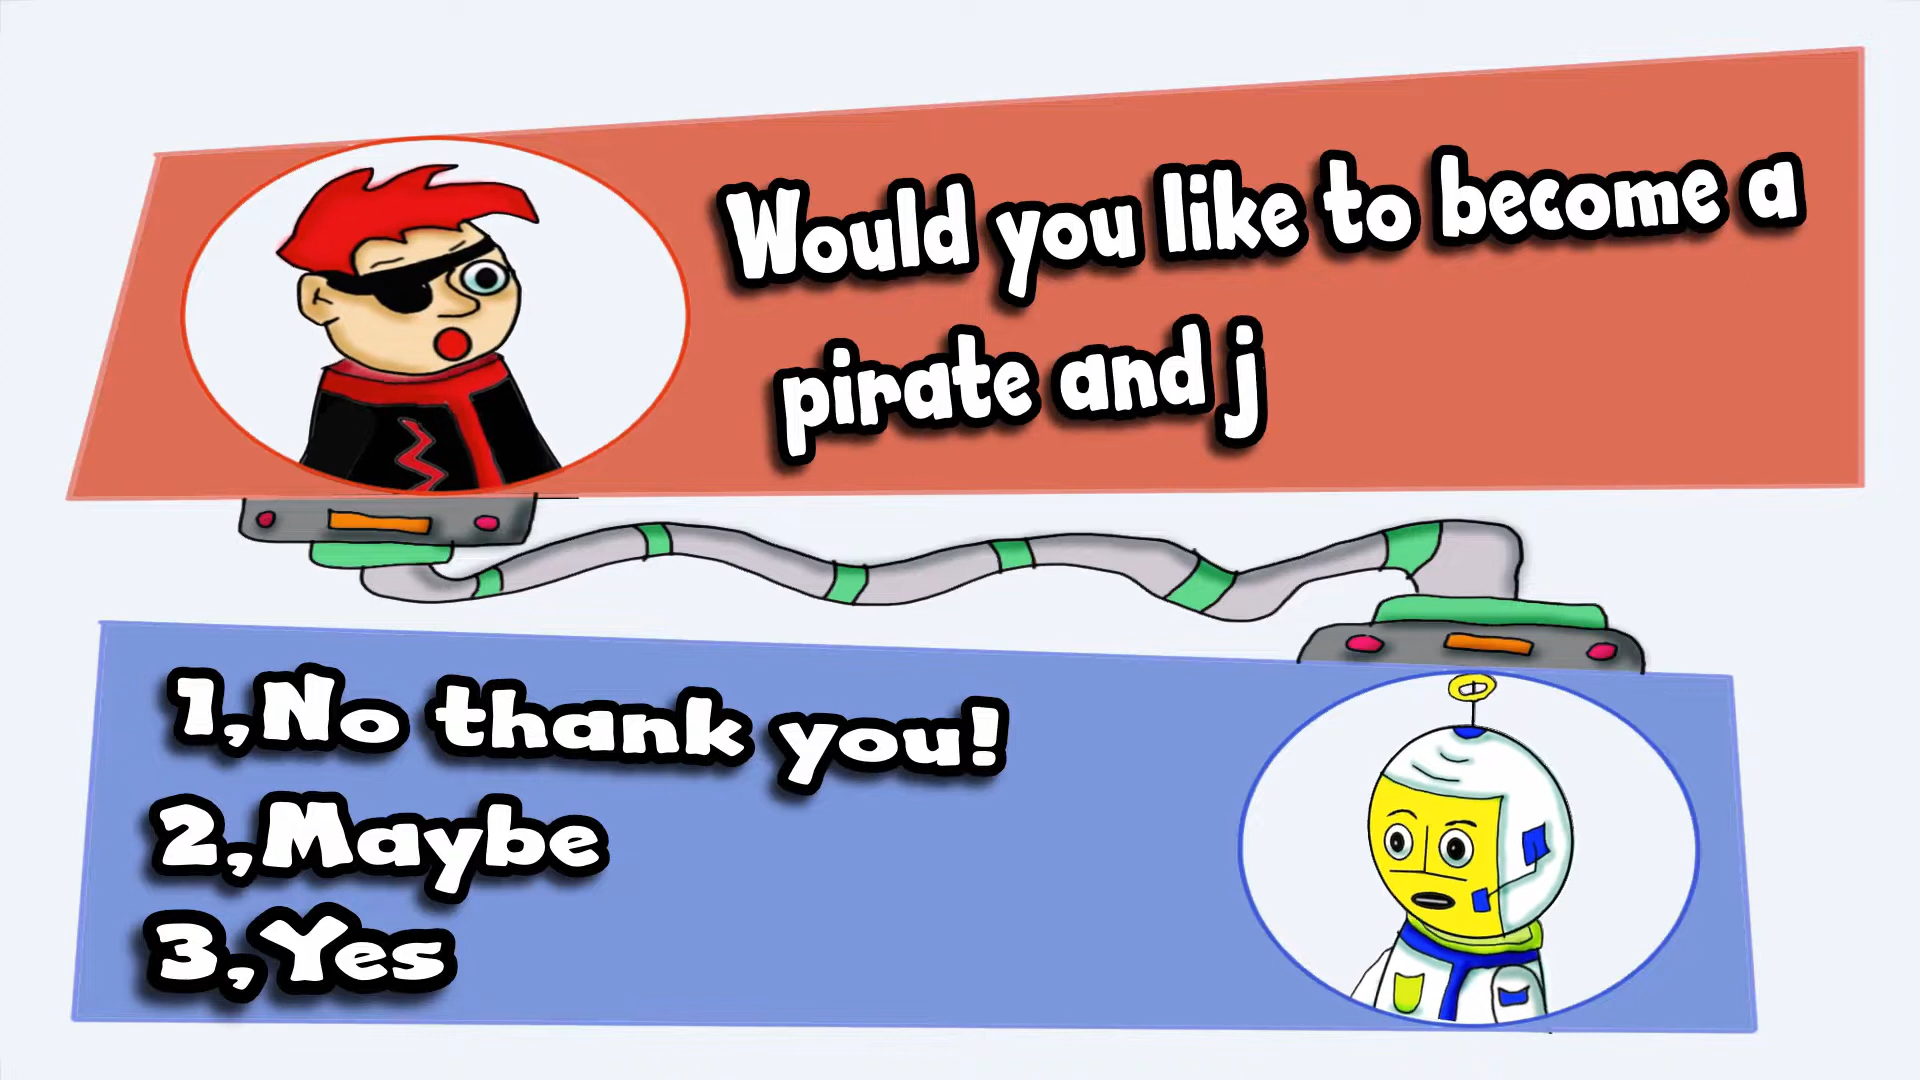 Would you like to become a
pirate and j
1,No thank you!
2,Maybe
3,Yes